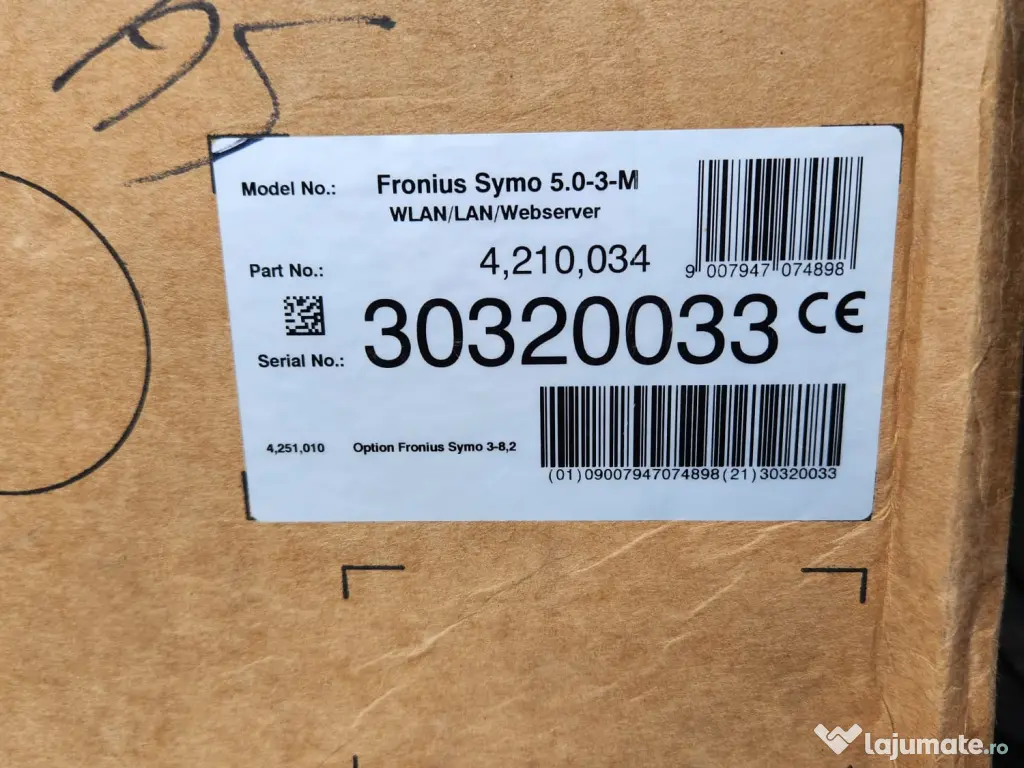 Model No.: Fronius Symo 5.0-3-M
WLAN/LAN/Webserver
Part No.: 4,210,034
9 007947 074898
30320033 CE
Serial No.:
4,251,010 Option Fronius Symo 3-8,2
(01)09007947074898(21)30320033
lajumate.ro